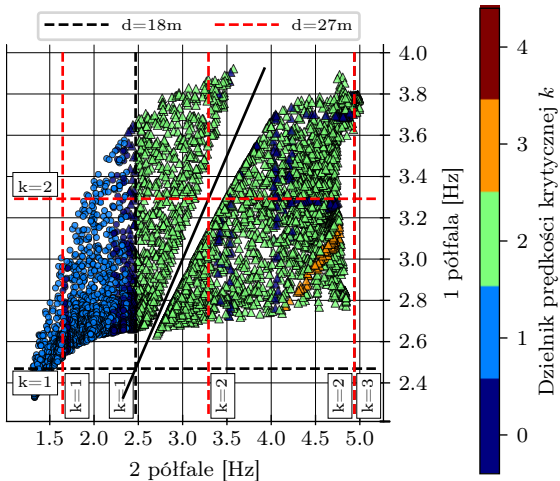 d=18m d=27m
4.0
3.8
3.6
3.4
3.2
3.0
2.8
2.6
2.4
1 półfala [Hz]
k=2
k=1
k=1
k=1
k=2
k=2
k=3
1.5 2.0 2.5 3.0 3.5 4.0 4.5 5.0
2 półfale [Hz]
4
3
2
1
0
Dzielnik prędkości krytycznej k